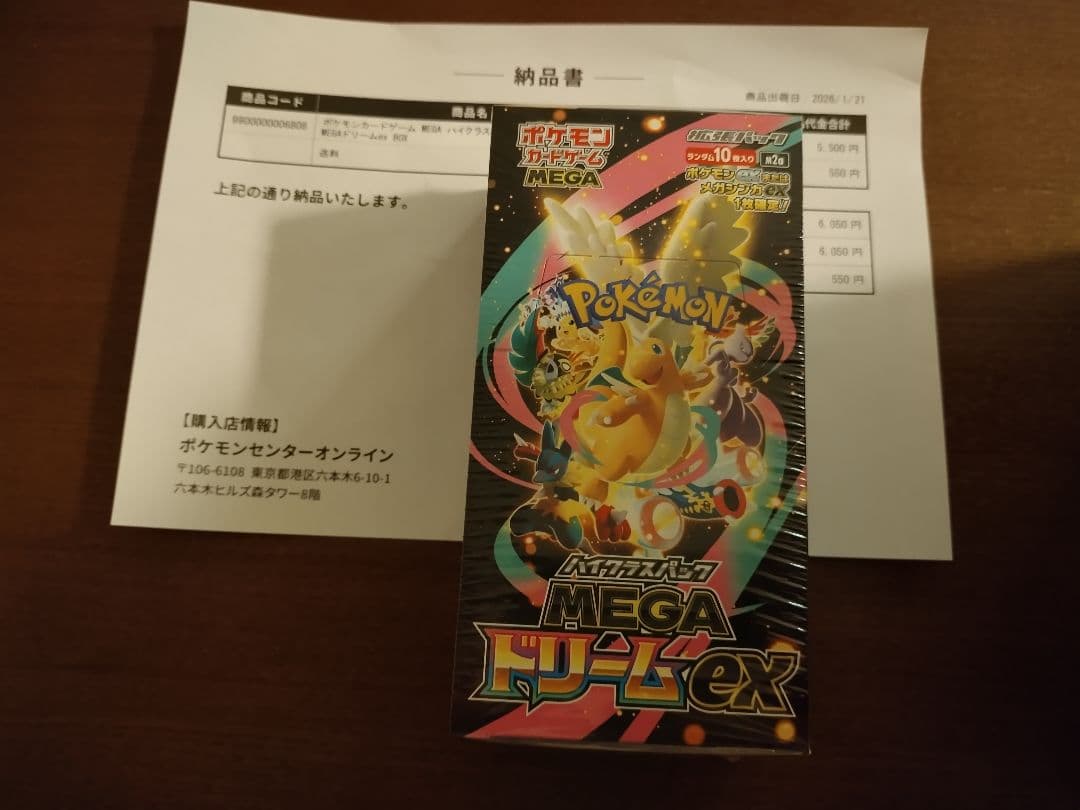 納品書
商品出荷日 2026/1/21
商品コード 商品名 代金合計
9900000006808 ポケモンカードゲーム MEGA ハイクラス
MEGAドリームex BOX 5,500 円
送料 550 円
上記の通り納品いたします。
6,050 円
6,050 円
550 円
【購入店情報】
ポケモンセンターオンライン
〒106-6108 東京都港区六本木6-10-1
六本木ヒルズ森タワー8階
ポケモン
カードゲーム
MEGA
拡張パック
ランダム10枚入り m2a
ポケモンexまたは
メガシンカex
1枚確定!
POKéMON
ハイクラスパック
MEGA
ドリームex